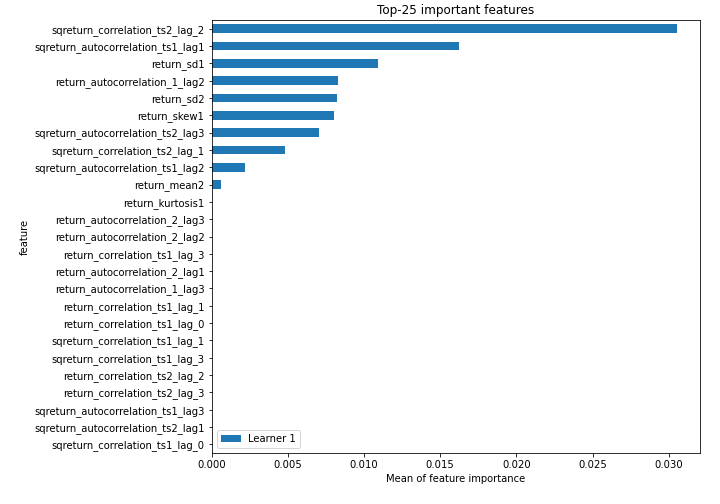 Top-25 important features
sqreturn_correlation_ts2_lag_2
sqreturn_autocorrelation_ts1_lag1
return_sd1
return_autocorrelation_1_lag2
return_sd2
return_skew1
sqreturn_autocorrelation_ts2_lag3
sqreturn_correlation_ts2_lag_1
sqreturn_autocorrelation_ts1_lag2
return_mean2
return_kurtosis1
return_autocorrelation_2_lag3
return_autocorrelation_2_lag2
return_correlation_ts1_lag_3
return_autocorrelation_2_lag1
return_autocorrelation_1_lag3
return_correlation_ts1_lag_1
return_correlation_ts1_lag_0
sqreturn_correlation_ts1_lag_1
sqreturn_correlation_ts1_lag_3
return_correlation_ts2_lag_2
return_correlation_ts2_lag_3
sqreturn_autocorrelation_ts1_lag3
sqreturn_autocorrelation_ts2_lag1
sqreturn_correlation_ts1_lag_0
feature
Learner 1
0.000 0.005 0.010 0.015 0.020 0.025 0.030
Mean of feature importance